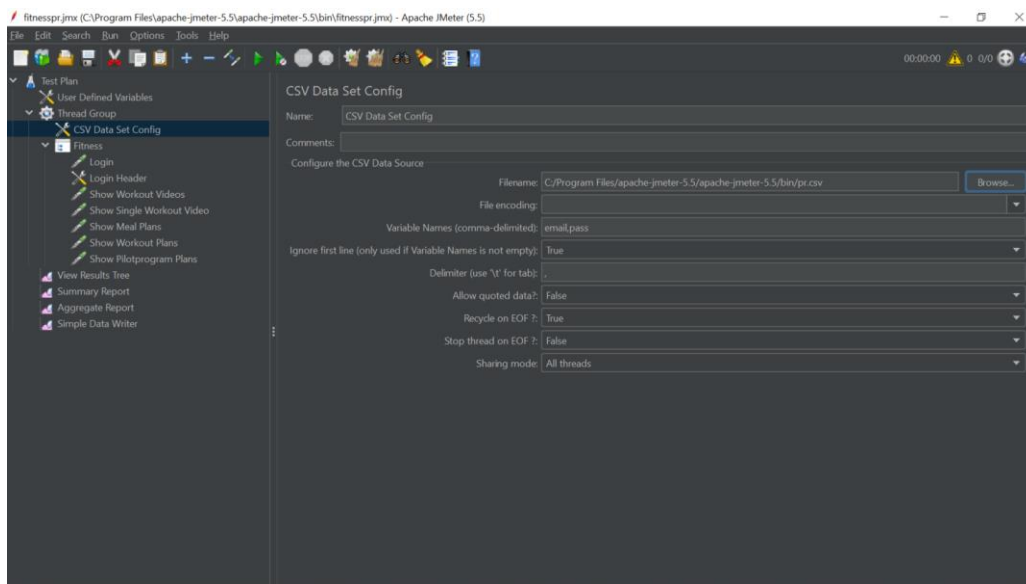 fitnesspr.jmx (C:\Program Files\apache-jmeter-5.5\apache-jmeter-5.5\bin\fitnesspr.jmx) - Apache JMeter (5.5)
File Edit Search Run Options Tools Help
00:00:00 0 0/0
Test Plan
User Defined Variables
Thread Group
CSV Data Set Config
Fitness
Login
Login Header
Show Workout Videos
Show Single Workout Video
Show Meal Plans
Show Workout Plans
Show Pilotprogram Plans
View Results Tree
Summary Report
Aggregate Report
Simple Data Writer
CSV Data Set Config
Name: CSV Data Set Config
Comments:
Configure the CSV Data Source
Filename: C:/Program Files/apache-jmeter-5.5/apache-jmeter-5.5/bin/pr.csv Browse...
File encoding:
Variable Names (comma-delimited): email,pass
Ignore first line (only used if Variable Names is not empty): True
Delimiter (use '\t' for tab): ,
Allow quoted data?: False
Recycle on EOF ?: True
Stop thread on EOF ?: False
Sharing mode: All threads